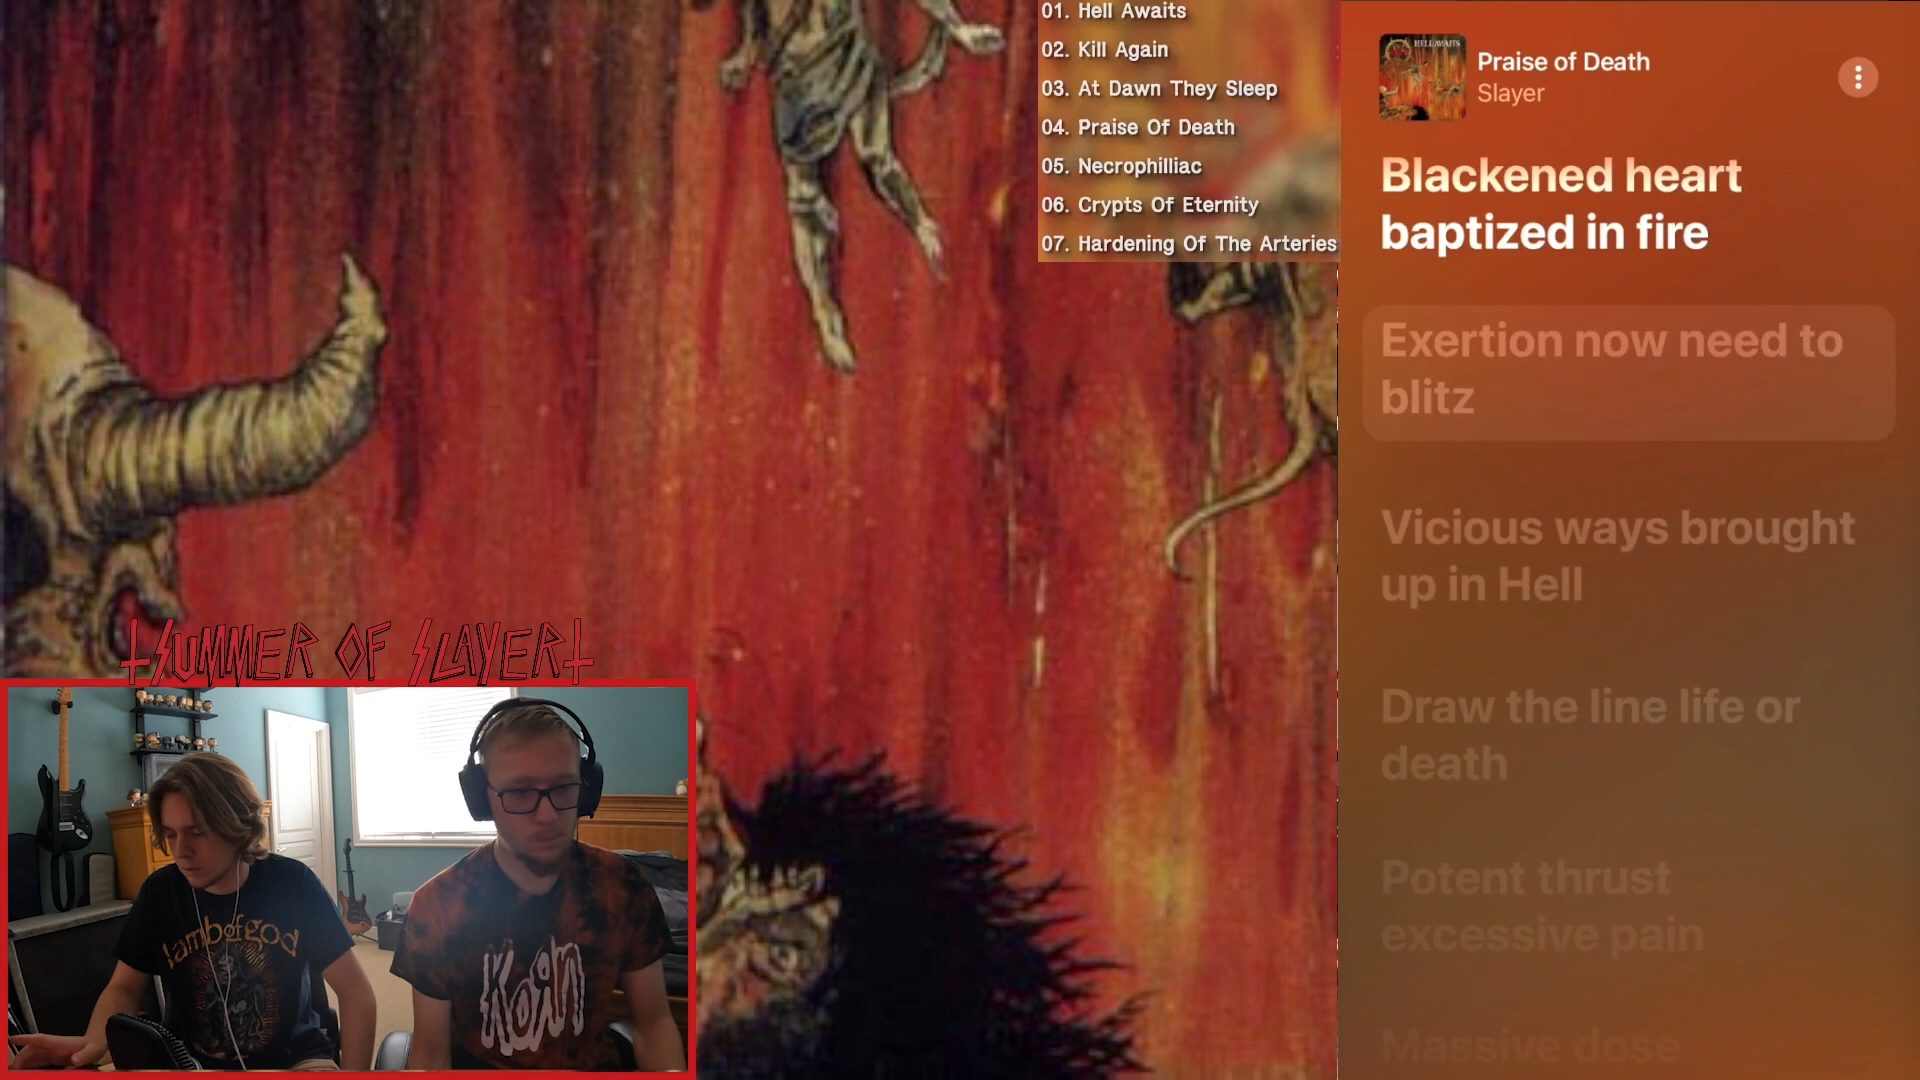 01. Hell Awaits
02. Kill Again
03. At Dawn They Sleep
04. Praise Of Death
05. Necrophilliac
06. Crypts Of Eternity
07. Hardening Of The Arteries
HELL AWAITS
Praise of Death
Slayer
Blackened heart
baptized in fire
Exertion now need to
blitz
Vicious ways brought
up in Hell
Draw the line life or
death
Potent thrust
excessive pain
Massive dose
SUMMER OF SLAYER
lamb of god
KoЯn